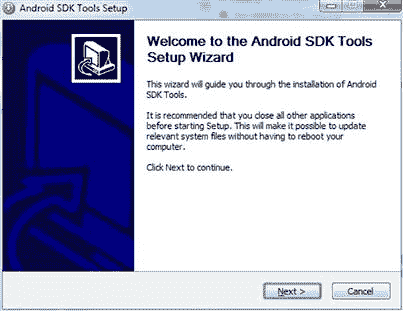 Android SDK Tools Setup
Welcome to the Android SDK Tools
Setup Wizard
This wizard will guide you through the installation of Android
SDK Tools.
It is recommended that you close all other applications
before starting Setup. This will make it possible to update
relevant system files without having to reboot your
computer.
Click Next to continue.
Next >
Cancel